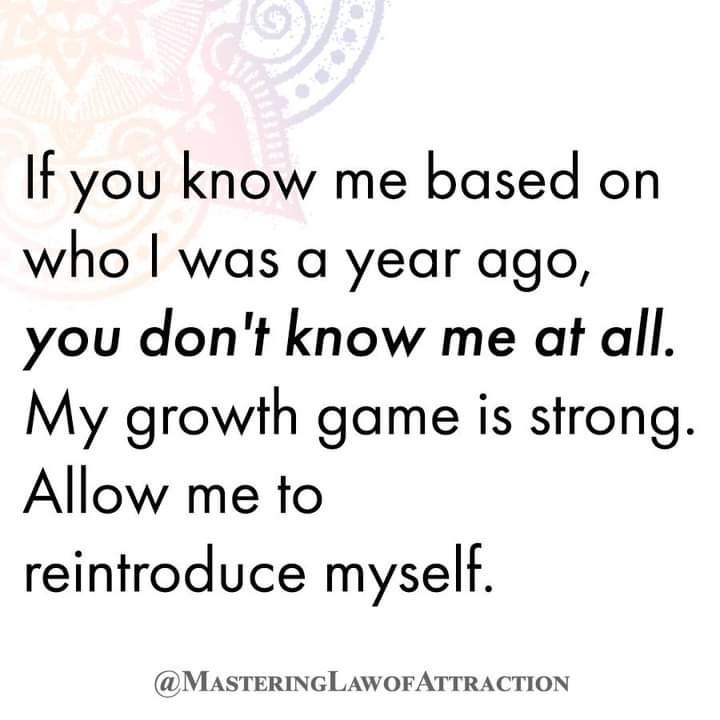 If you know me based on
who I was a year ago,
you don't know me at all.
My growth game is strong.
Allow me to
reintroduce myself.
@MasteringLawofAttraction